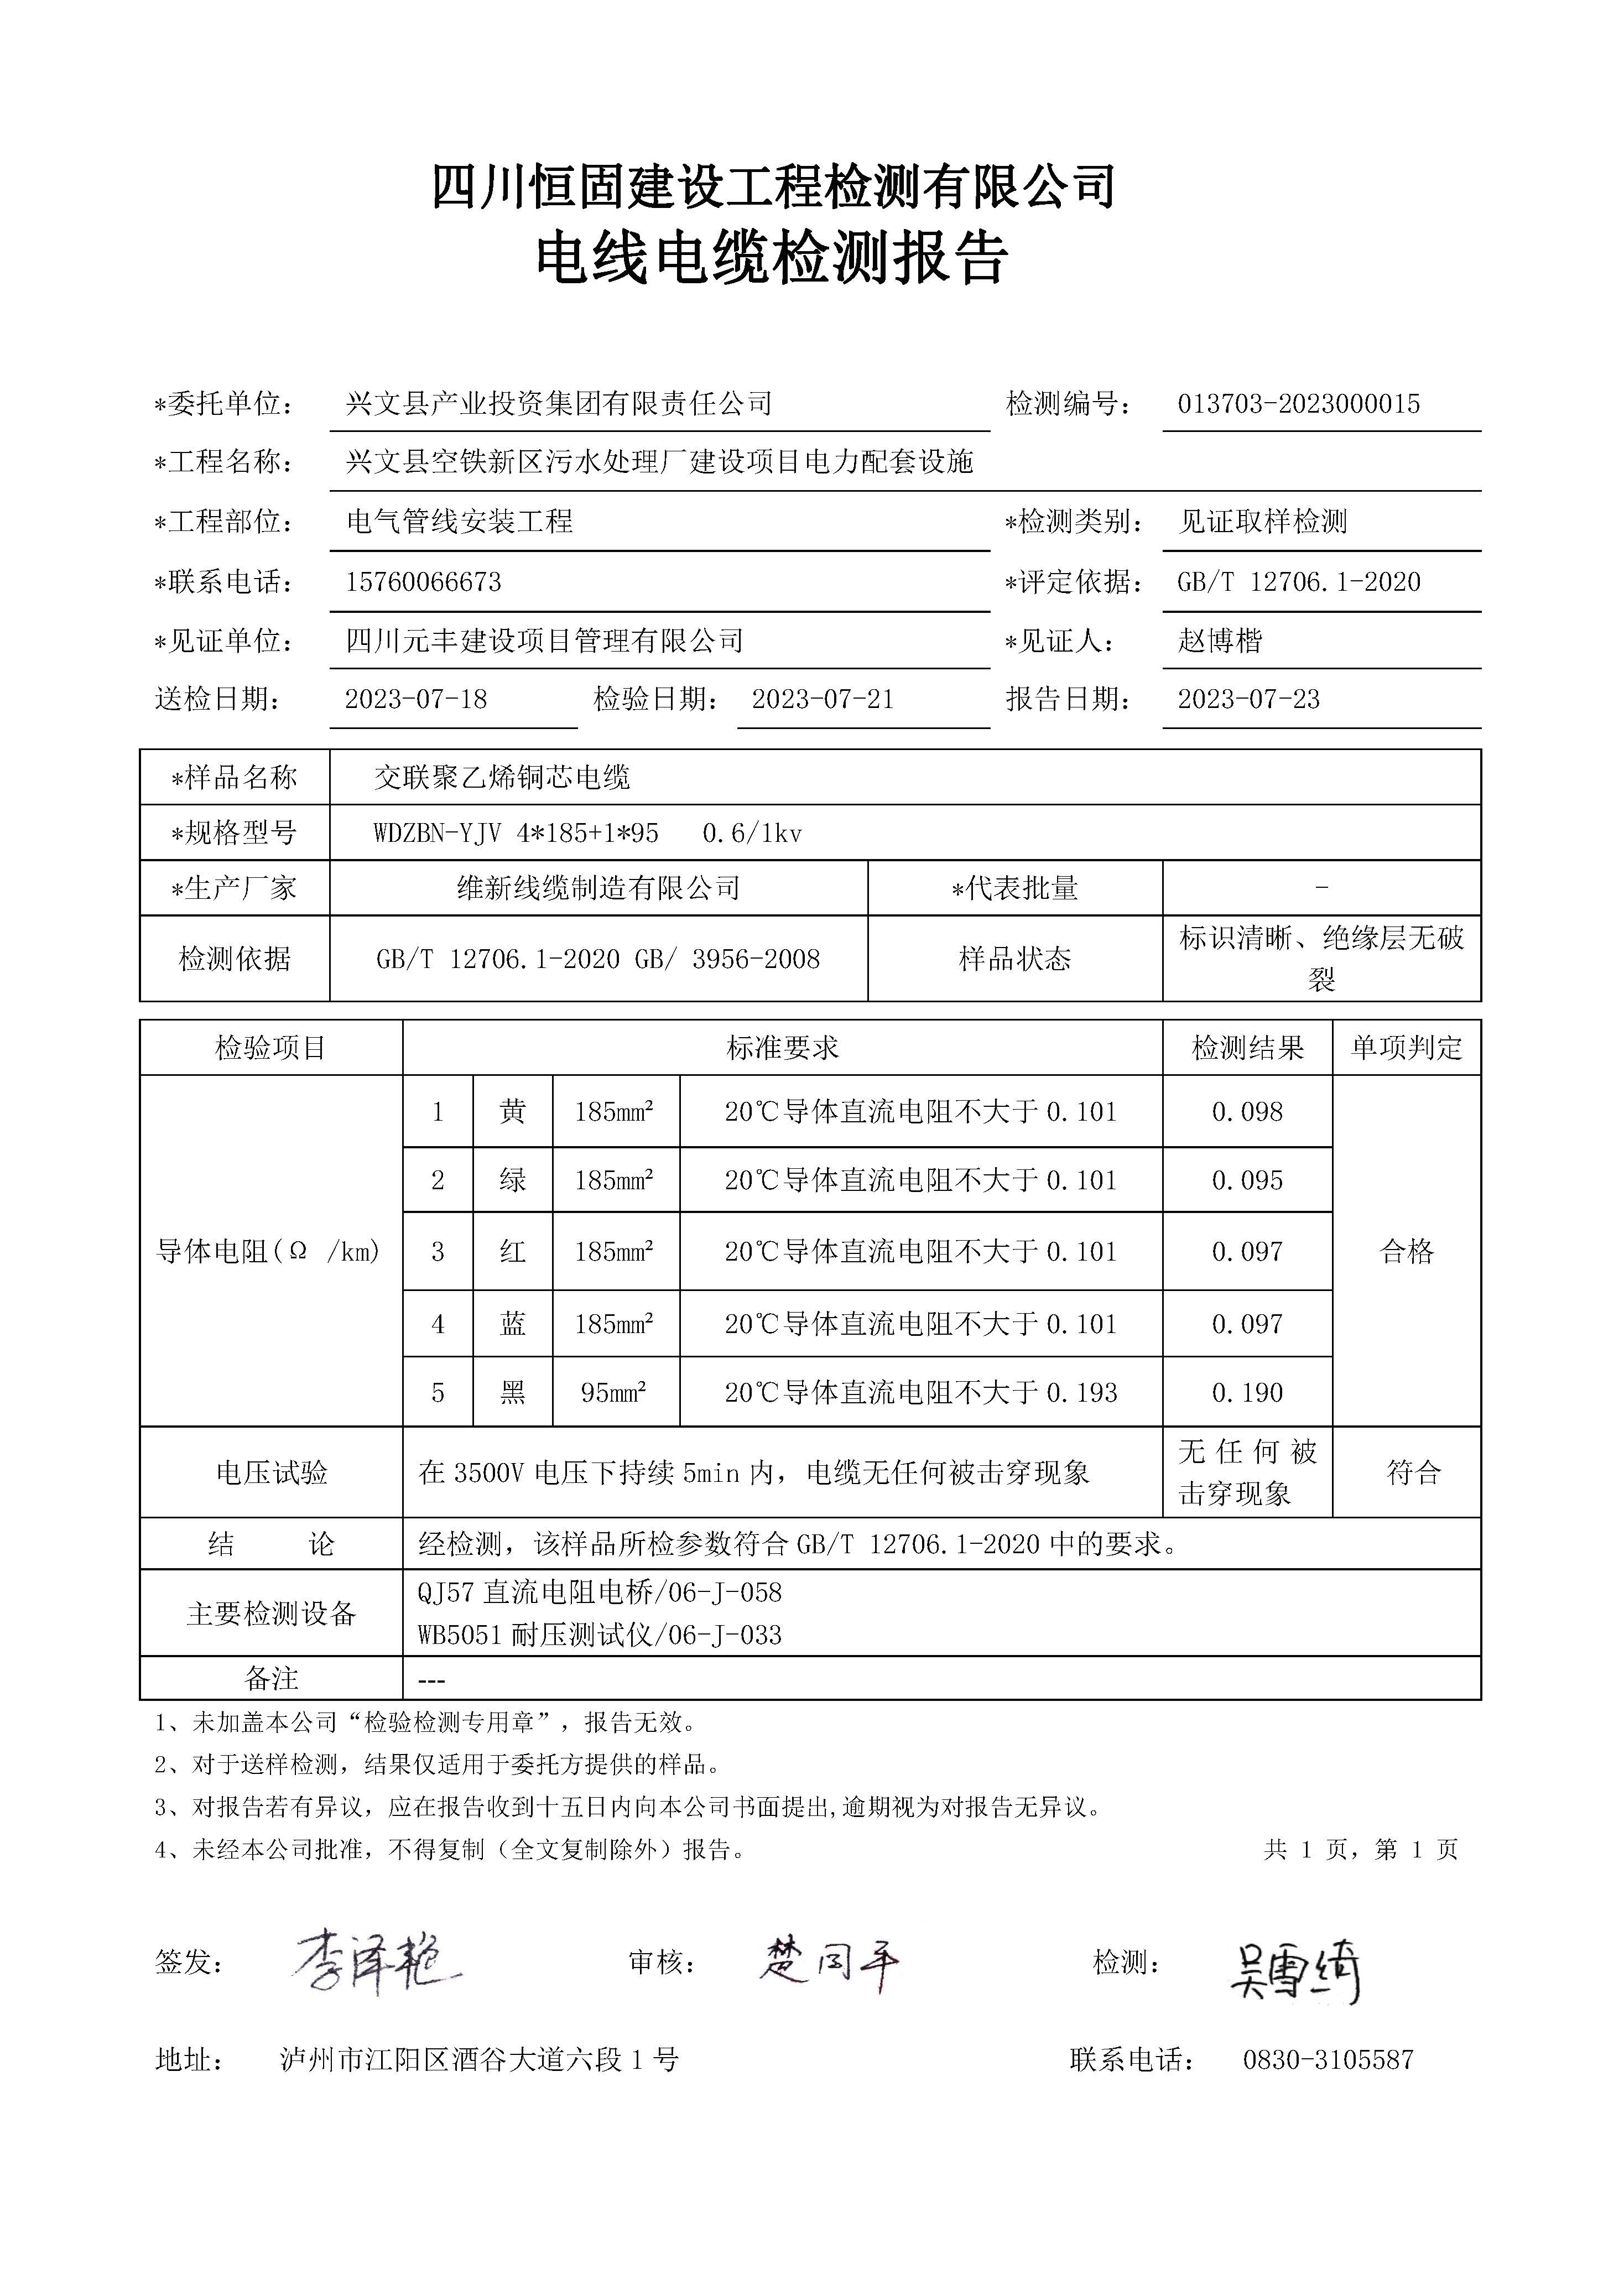 四川恒固建设工程检测有限公司
电线电缆检测报告
*委托单位： 兴文县产业投资集团有限责任公司 检测编号： 013703-2023000015
*工程名称： 兴文县空铁新区污水处理厂建设项目电力配套设施
*工程部位： 电气管线安装工程 *检测类别： 见证取样检测
*联系电话： 15760066673 *评定依据： GB/T 12706.1-2020
*见证单位： 四川元丰建设项目管理有限公司 *见证人： 赵博楷
送检日期： 2023-07-18 检验日期： 2023-07-21 报告日期： 2023-07-23
*样品名称 交联聚乙烯铜芯电缆
*规格型号 WDZBN-YJV 4*185+1*95 0.6/1kv
*生产厂家 维新线缆制造有限公司 *代表批量 -
检测依据 GB/T 12706.1-2020 GB/ 3956-2008 样品状态 标识清晰、绝缘层无破
裂
检验项目 标准要求 检测结果 单项判定
1 黄 185mm² 20℃导体直流电阻不大于0.101 0.098
2 绿 185mm² 20℃导体直流电阻不大于0.101 0.095
导体电阻(Ω /km) 3 红 185mm² 20℃导体直流电阻不大于0.101 0.097 合格
4 蓝 185mm² 20℃导体直流电阻不大于0.101 0.097
5 黑 95mm² 20℃导体直流电阻不大于0.193 0.190
电压试验 在3500V电压下持续5min内，电缆无任何被击穿现象 无任何被
击穿现象 符合
结 论 经检测，该样品所检参数符合GB/T 12706.1-2020中的要求。
主要检测设备 QJ57直流电阻电桥/06-J-058
WB5051耐压测试仪/06-J-033
备注 ---
1、未加盖本公司“检验检测专用章”，报告无效。
2、对于送样检测，结果仅适用于委托方提供的样品。
3、对报告若有异议，应在报告收到十五日内向本公司书面提出,逾期视为对报告无异议。
4、未经本公司批准，不得复制（全文复制除外）报告。 共 1 页，第 1 页
签发： 李泽艳 审核： 楚同平 检测： 吴雪绮
地址： 泸州市江阳区酒谷大道六段1号 联系电话： 0830-3105587